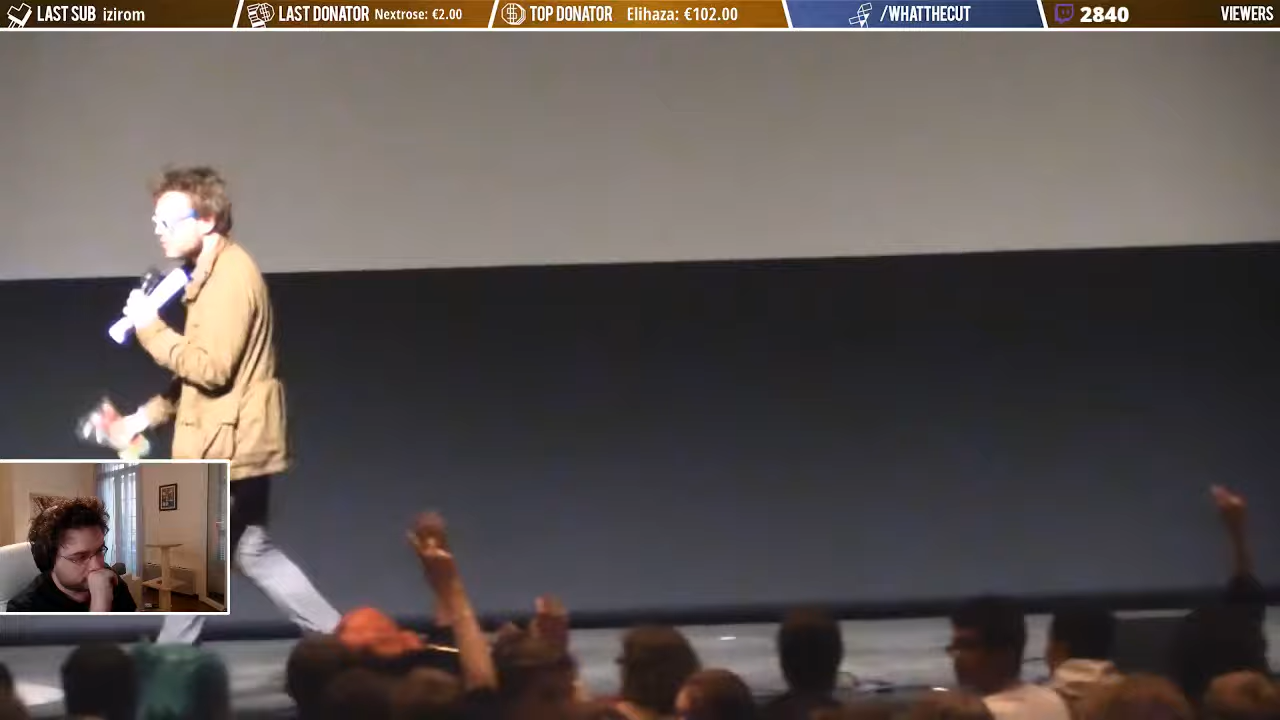 LAST SUB izirom
LAST DONATOR Nextrose: €2.00
TOP DONATOR Elihaza: €102.00
/WHATTHECUT
2840 VIEWERS